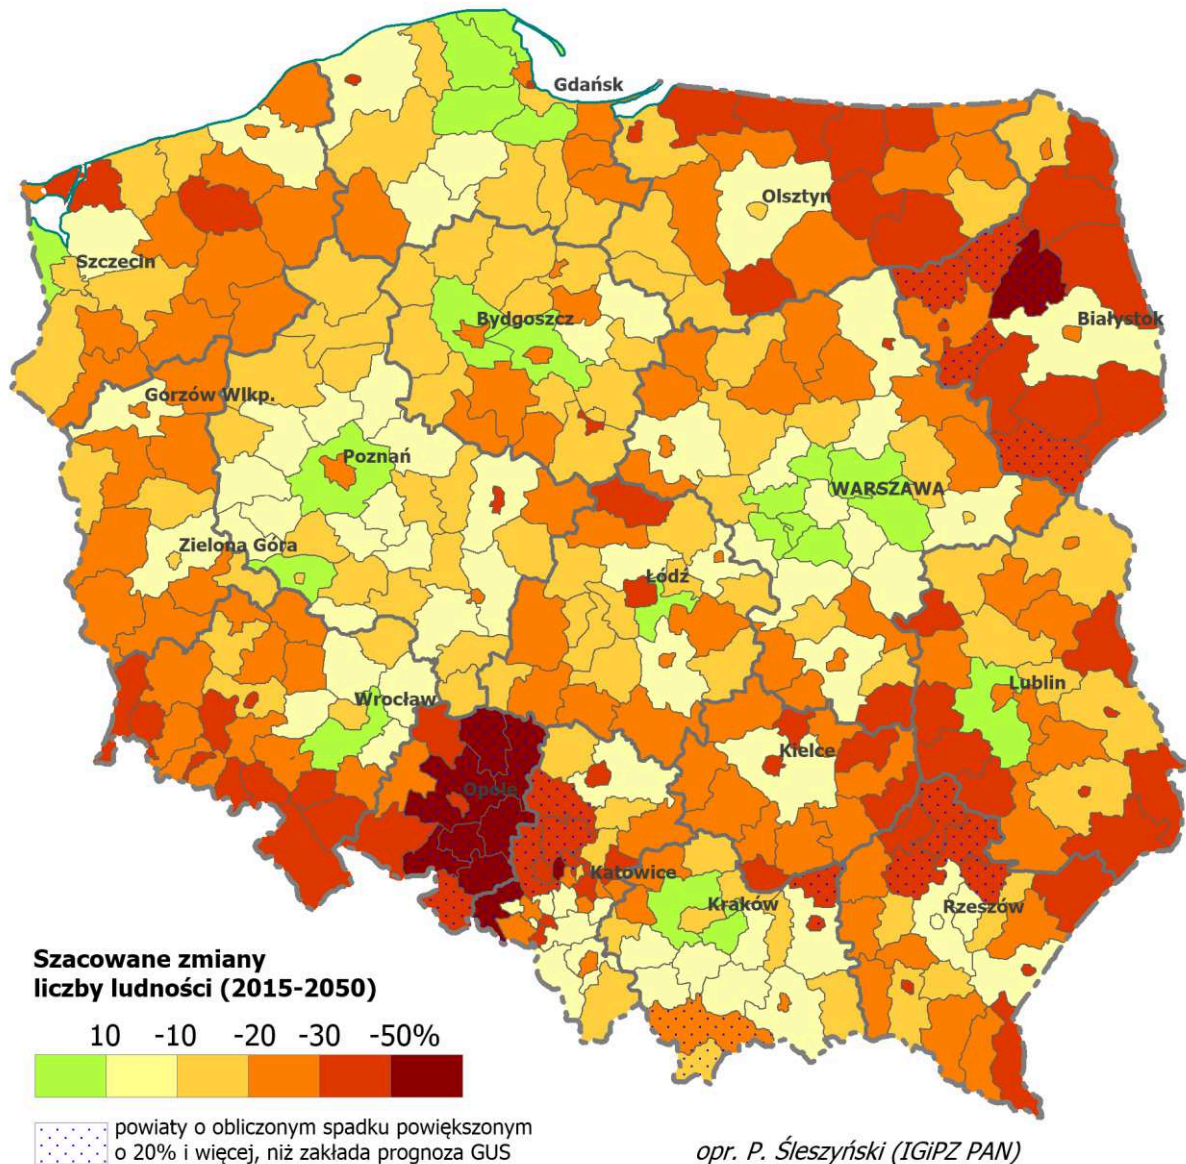 Gdańsk
Olsztyn
Szczecin
Bydgoszcz
Białystok
Gorzów Wlkp.
Poznań
WARSZAWA
Zielona Góra
Łódź
Lublin
Wrocław
Kielce
Opole
Katowice
Kraków
Rzeszów
Szacowane zmiany
liczby ludności (2015-2050)
10 -10 -20 -30 -50%
powiaty o obliczonym spadku powiększonym
o 20% i więcej, niż zakłada prognoza GUS
opr. P. Śleszyński (IGiPZ PAN)